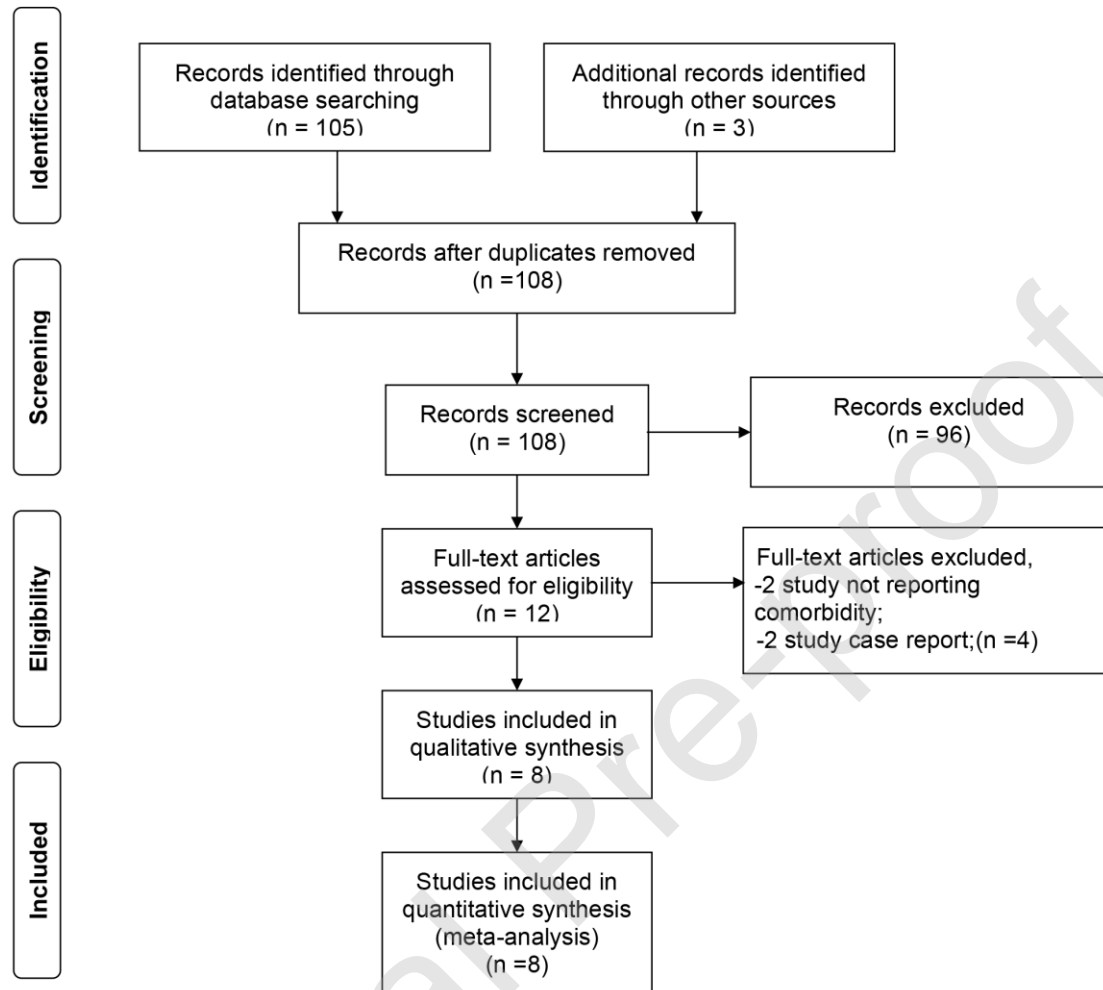 Identification
Records identified through
database searching
(n = 105)
Additional records identified
through other sources
(n = 3)
Records after duplicates removed
(n =108)
Screening
Records screened
(n = 108)
Records excluded
(n = 96)
Eligibility
Full-text articles
assessed for eligibility
(n = 12)
Full-text articles excluded,
-2 study not reporting
comorbidity;
-2 study case report;(n =4)
Studies included in
qualitative synthesis
(n = 8)
Included
Studies included in
quantitative synthesis
(meta-analysis)
(n =8)
al Pre-proof